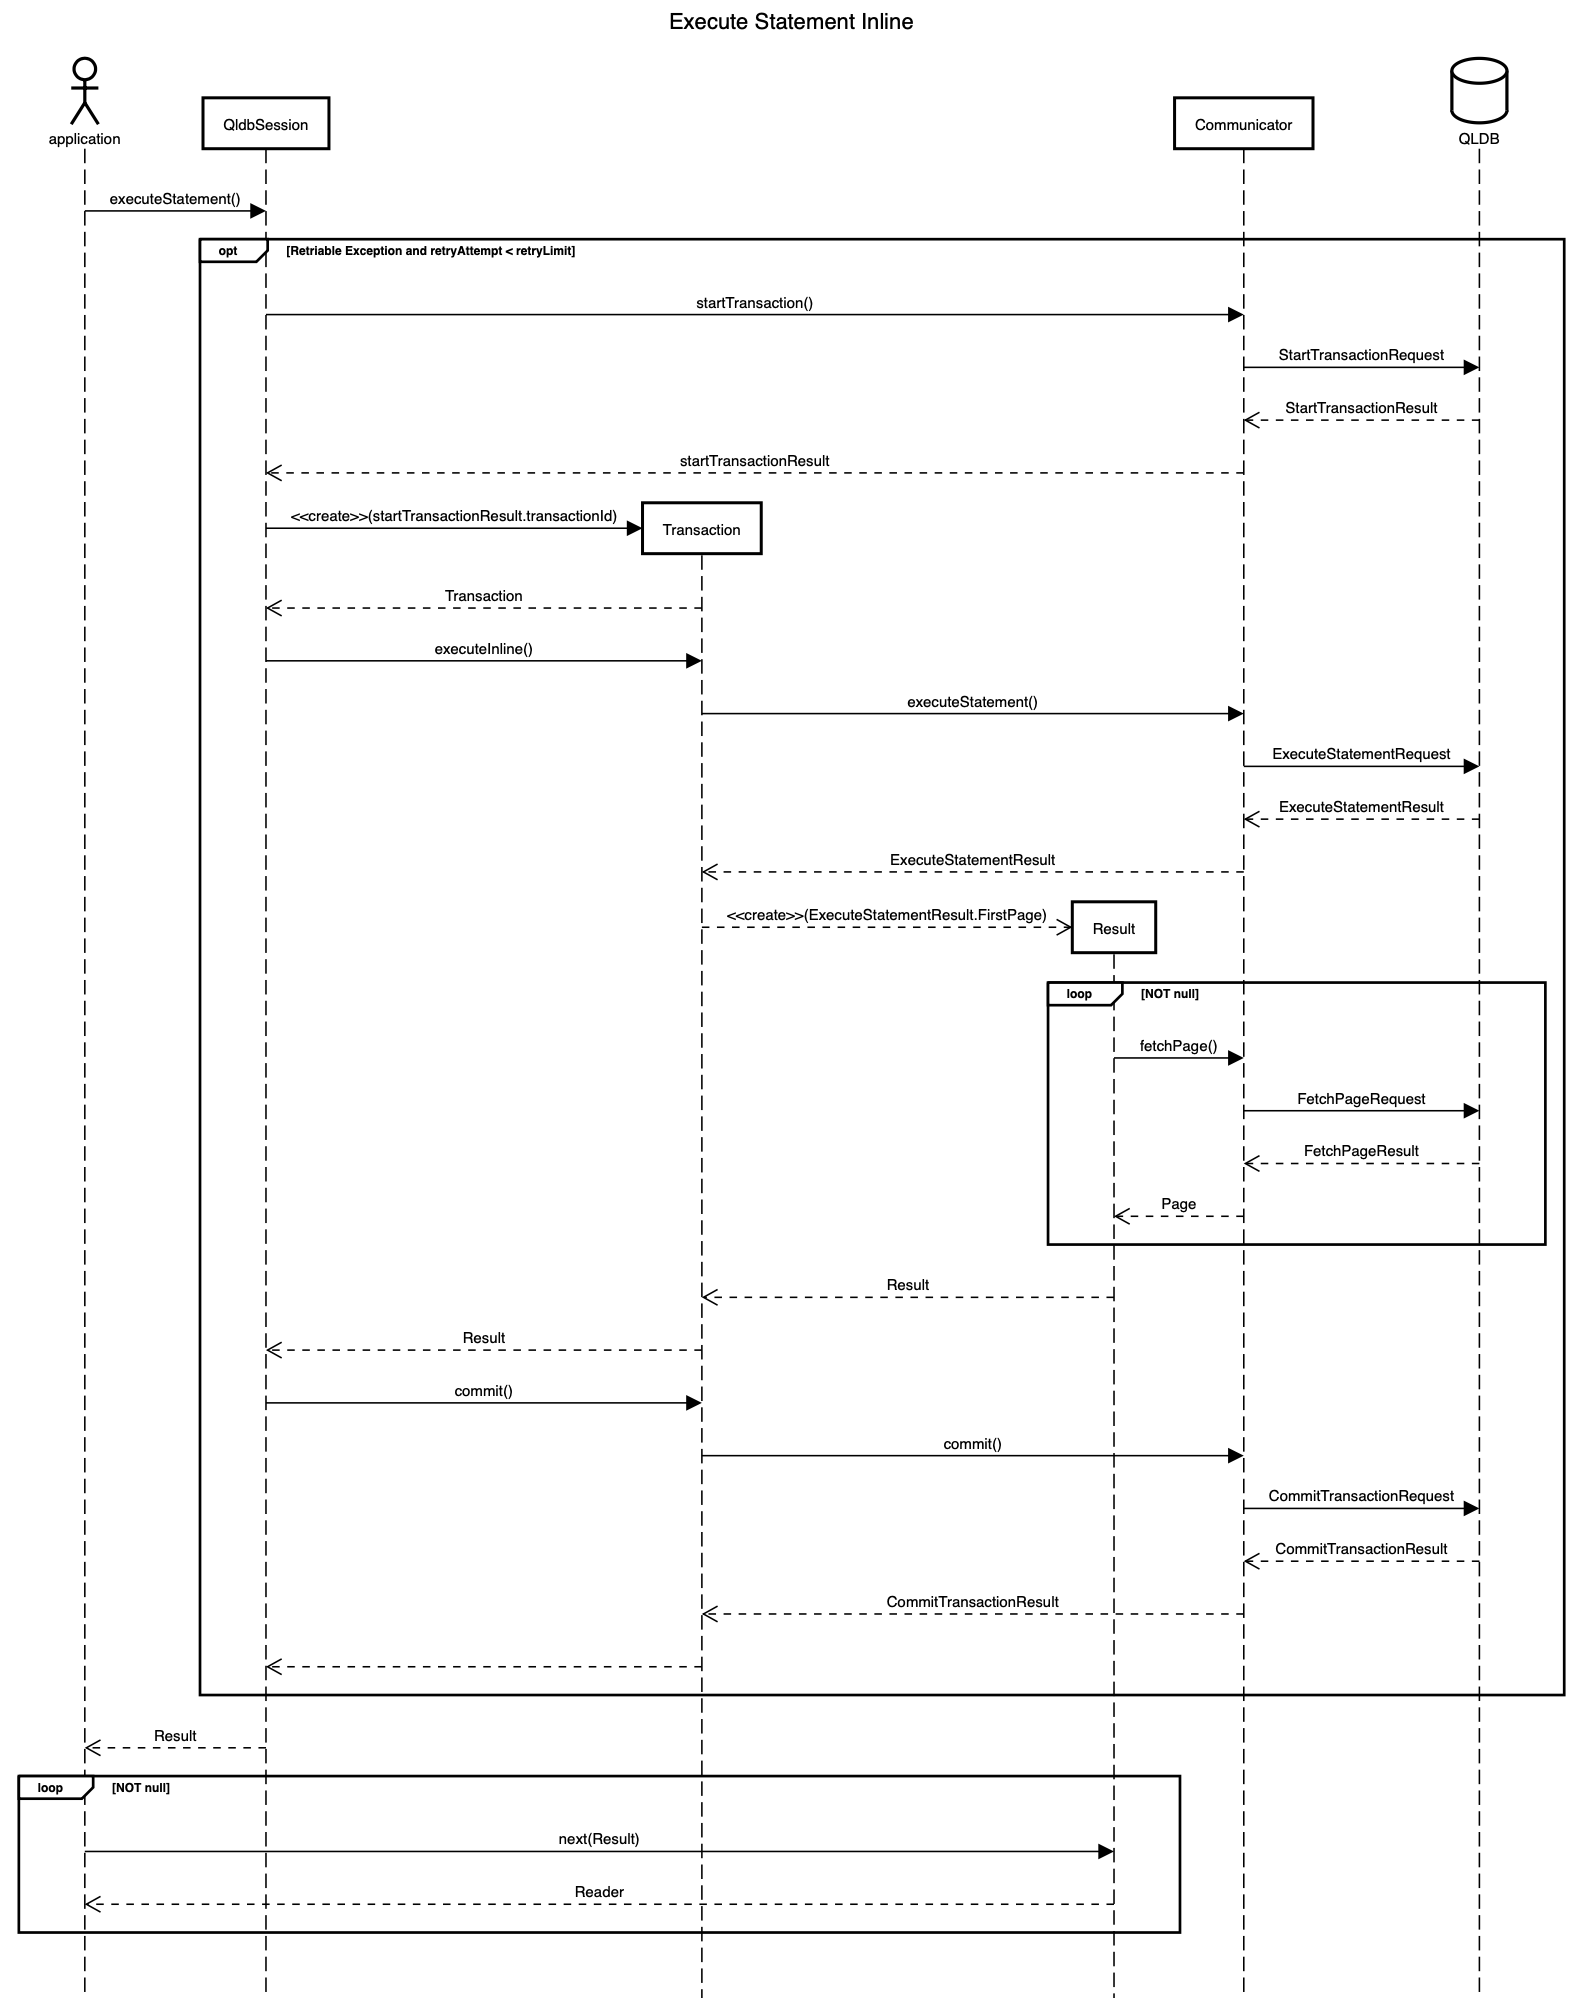 Execute Statement Inline
application
QldbSession
Communicator
QLDB
executeStatement()
opt
[Retriable Exception and retryAttempt < retryLimit]
startTransaction()
StartTransactionRequest
StartTransactionResult
startTransactionResult
<<create>>(startTransactionResult.transactionId)
Transaction
Transaction
executeInline()
executeStatement()
ExecuteStatementRequest
ExecuteStatementResult
ExecuteStatementResult
<<create>>(ExecuteStatementResult.FirstPage)
Result
loop
[NOT null]
fetchPage()
FetchPageRequest
FetchPageResult
Page
Result
Result
commit()
commit()
CommitTransactionRequest
CommitTransactionResult
CommitTransactionResult
Result
loop
[NOT null]
next(Result)
Reader